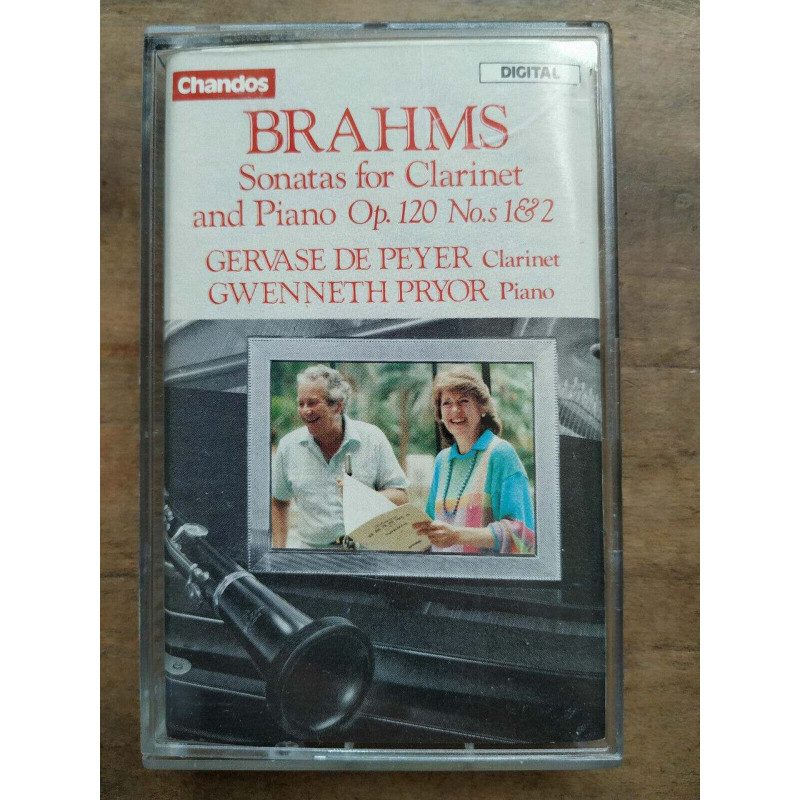 Chandos
DIGITAL
BRAHMS
Sonatas for Clarinet
and Piano Op. 120 No.s 1&2
GERVASE DE PEYER Clarinet
GWENNETH PRYOR Piano